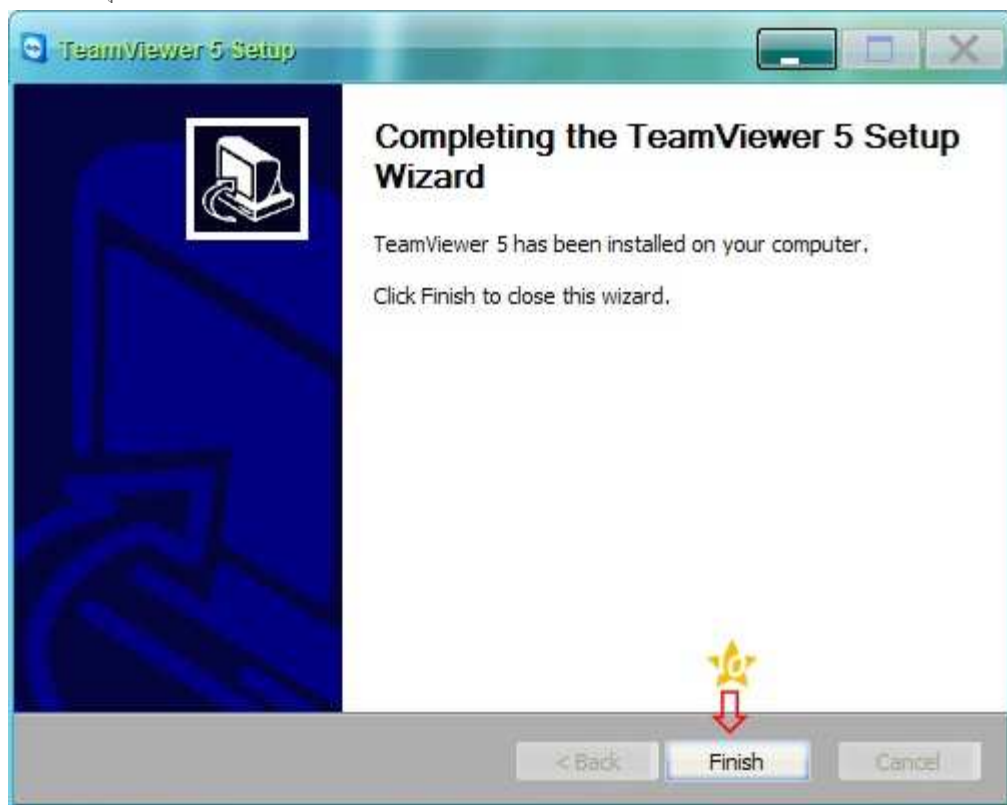 TeamViewer 5 Setup
Completing the TeamViewer 5 Setup
Wizard
TeamViewer 5 has been installed on your computer.
Click Finish to close this wizard.
< Back
Finish
Cancel